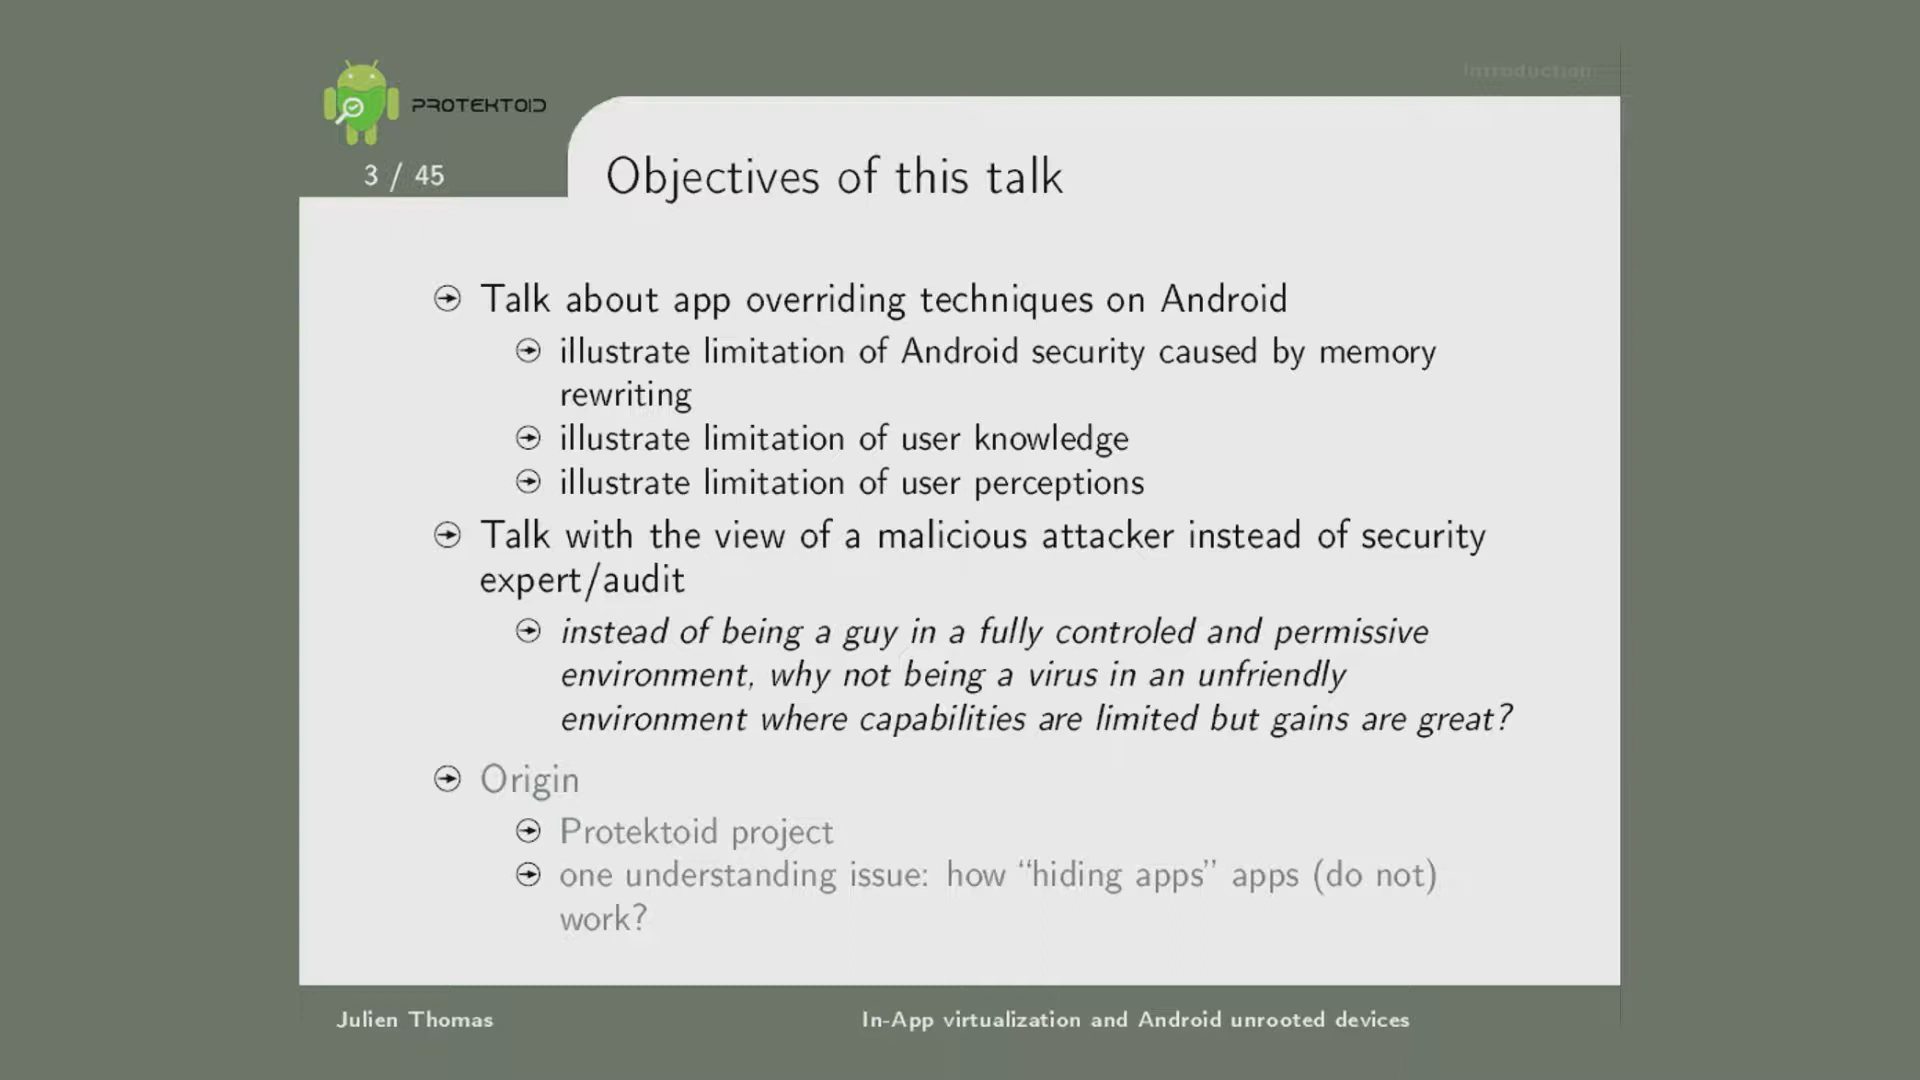 Introduction
PROTEKTOID
3 / 45
Objectives of this talk
Talk about app overriding techniques on Android
illustrate limitation of Android security caused by memory
rewriting
illustrate limitation of user knowledge
illustrate limitation of user perceptions
Talk with the view of a malicious attacker instead of security
expert/audit
instead of being a guy in a fully controled and permissive
environment, why not being a virus in an unfriendly
environment where capabilities are limited but gains are great?
Origin
Protektoid project
one understanding issue: how “hiding apps” apps (do not)
work?
Julien Thomas
In-App virtualization and Android unrooted devices